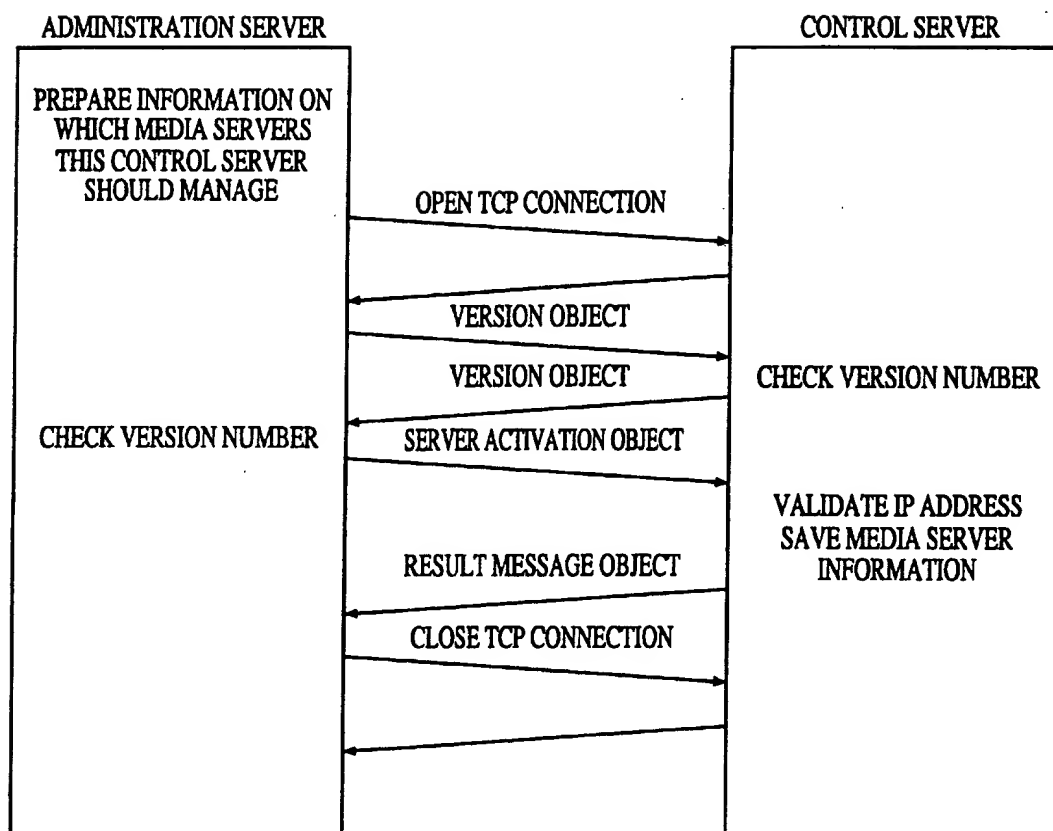 ADMINISTRATION SERVER
CONTROL SERVER
PREPARE INFORMATION ON
WHICH MEDIA SERVERS
THIS CONTROL SERVER
SHOULD MANAGE
OPEN TCP CONNECTION
VERSION OBJECT
VERSION OBJECT
CHECK VERSION NUMBER
CHECK VERSION NUMBER
SERVER ACTIVATION OBJECT
VALIDATE IP ADDRESS
SAVE MEDIA SERVER
INFORMATION
RESULT MESSAGE OBJECT
CLOSE TCP CONNECTION